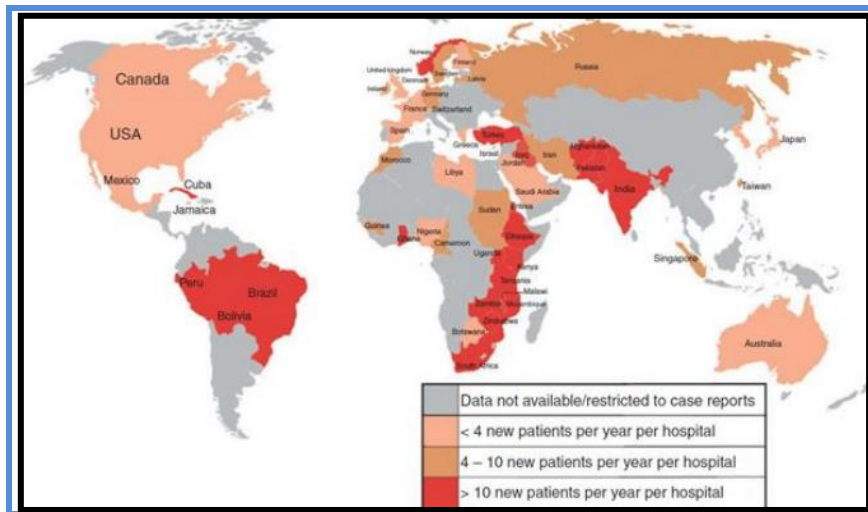 Canada
USA
Mexico
Cuba
Jamaica
Peru
Brazil
Bolivia
Norway
Finland
United kingdom
Sweden
Denmark
Latvia
Ireland
Germany
France
Switzerland
Spain
Greece
Turkey
Israel
Iraq
Jordan
Iran
Afghanistan
Pakistan
India
Russia
Japan
Taiwan
Morocco
Libya
Saudi Arabia
Sudan
Eritrea
Guinea
Nigeria
Ghana
Cameroon
Ethiopia
Uganda
Kenya
Tanzania
Malawi
Zambia
Mozambique
Zimbabwe
Botswana
South Africa
Singapore
Australia
Data not available/restricted to case reports
< 4 new patients per year per hospital
4 – 10 new patients per year per hospital
> 10 new patients per year per hospital